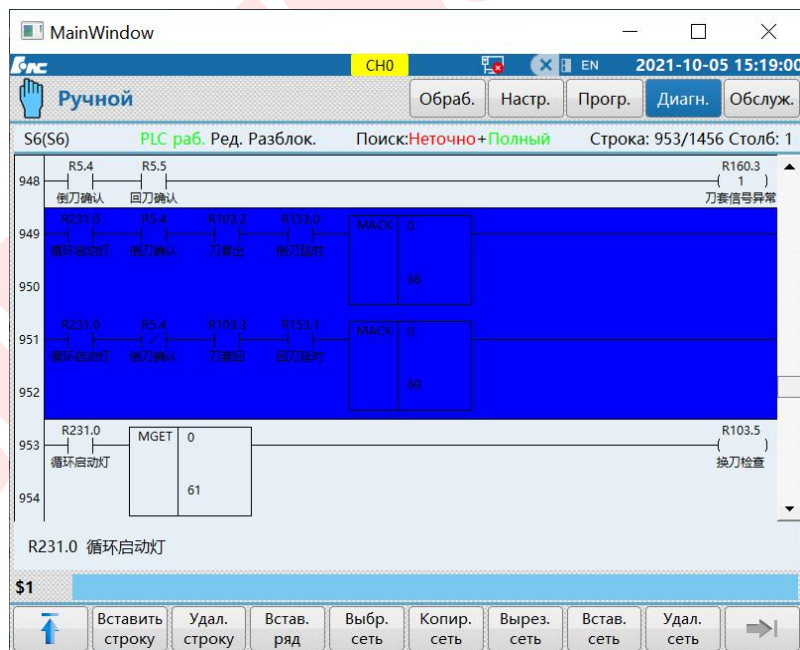 MainWindow
HNC CH0 EN 2021-10-05 15:19:00
Ручной Обраб. Настр. Прогр. Диагн. Обслуж.
S6(S6) PLC раб. Ред. Разблок. Поиск:Неточно+Полный Строка: 953/1456 Столб: 1
R5.4 R5.5 R160.3
948 1
倒刀确认 回刀确认 刀套信号异常
R231.0 R5.4 R103.2 R153.0
949 MACK 0
循环启动灯 倒刀确认 刀套出 倒刀延时
950 68
R231.0 R5.4 R103.3 R153.1
951 MACK 0
循环启动灯 倒刀确认 刀套回 回刀延时
952 69
R231.0 R103.5
953 MGET 0
循环启动灯 换刀检查
954 61
R231.0 循环启动灯
$1
Вставить строку Удал. строку Встав. ряд Выбр. сеть Копир. сеть Вырез. сеть Встав. сеть Удал. сеть